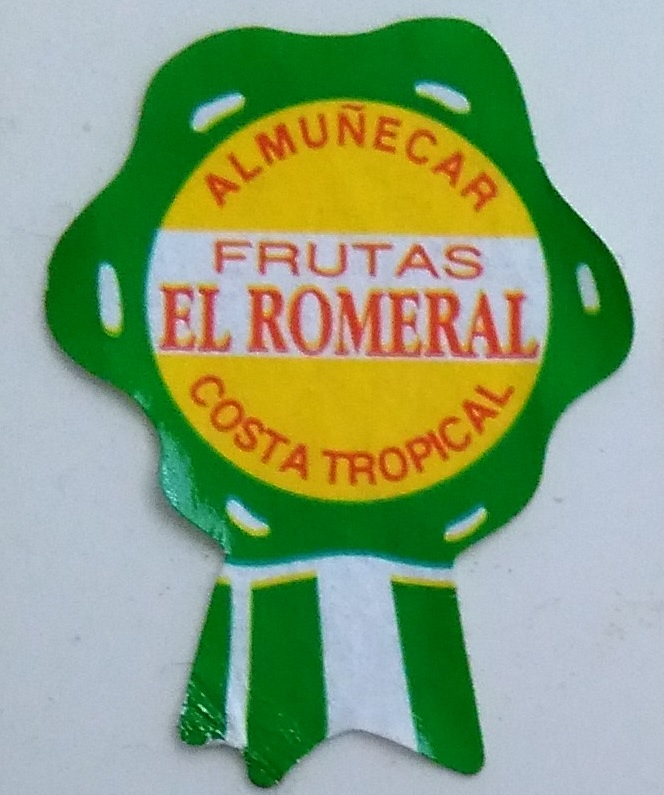 ALMUÑECAR
FRUTAS
EL ROMERAL
COSTA TROPICAL